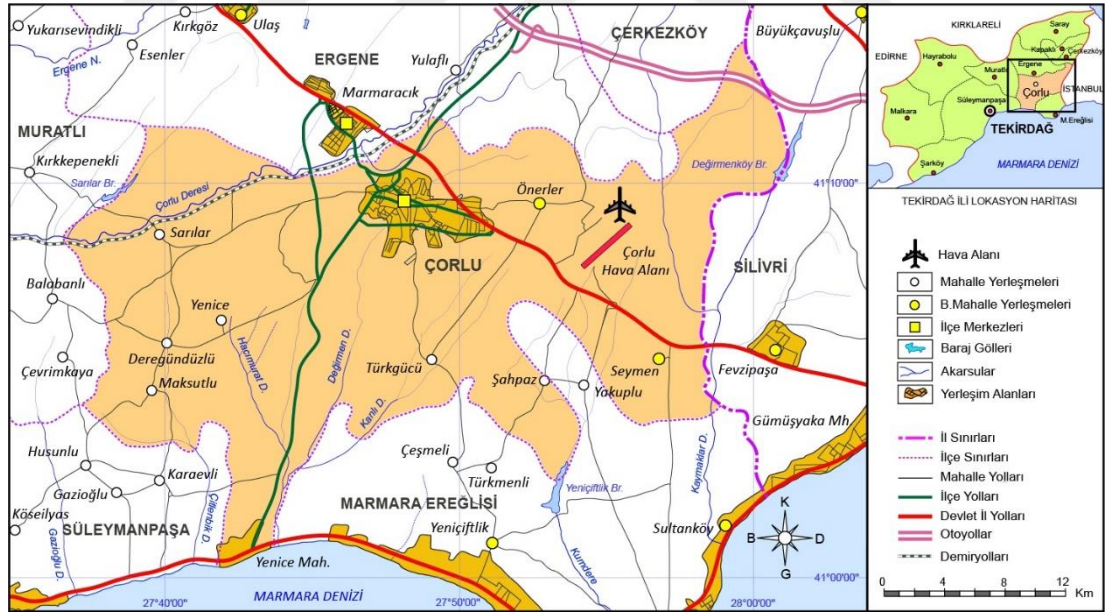 Yukarısevindikli
Kırkgöz
Ulaş
Esenler
Ergene N.
ERGENE
Yulaflı
ÇERKEZKÖY
Büyükçavuşlu
Marmaracık
MURATLI
Kırkkepenekli
Sarılar Br.
Çorlu Deresi
Değirmenköy Br.
41°10'00"
Önerler
Sarılar
ÇORLU
Çorlu
Hava Alanı
SİLİVRİ
Balabanlı
Yenice
Hacımurat D.
Değirmen D.
Deregündüzlü
Türkgücü
Seymen
Fevzipaşa
Çevrimkaya
Maksutlu
Şahpaz
Yakuplu
Kanlı D.
Gümüşyaka Mh.
Husunlu
Karaevli
Çeşmeli
Türkmenli
Kaymaklar D.
Gazioğlu
Köseilyas
SÜLEYMANPAŞA
MARMARA EREĞLİSİ
Yeniçiftlik Br.
Yeniçiftlik
Sultanköy
Gazioğlu D.
Yenice Mah.
Kumdere
K
B
D
G
41°00'00"
27°40'00"
MARMARA DENİZİ
27°50'00"
28°00'00"
KIRKLARELİ
Saray
EDİRNE
Hayrabolu
Kapaklı
Çerkezköy
Ergene
Muratlı
İSTANBUL
Çorlu
Malkara
Süleymanpaşa
TEKİRDAĞ
M.Ereğlisi
Şarköy
MARMARA DENİZİ
TEKİRDAĞ İLİ LOKASYON HARİTASI
Hava Alanı
Mahalle Yerleşmeleri
B.Mahalle Yerleşmeleri
İlçe Merkezleri
Baraj Gölleri
Akarsular
Yerleşim Alanları
İl Sınırları
İlçe Sınırları
Mahalle Yolları
İlçe Yolları
Devlet İl Yolları
Otoyollar
Demiryolları
0 4 8 12
Km